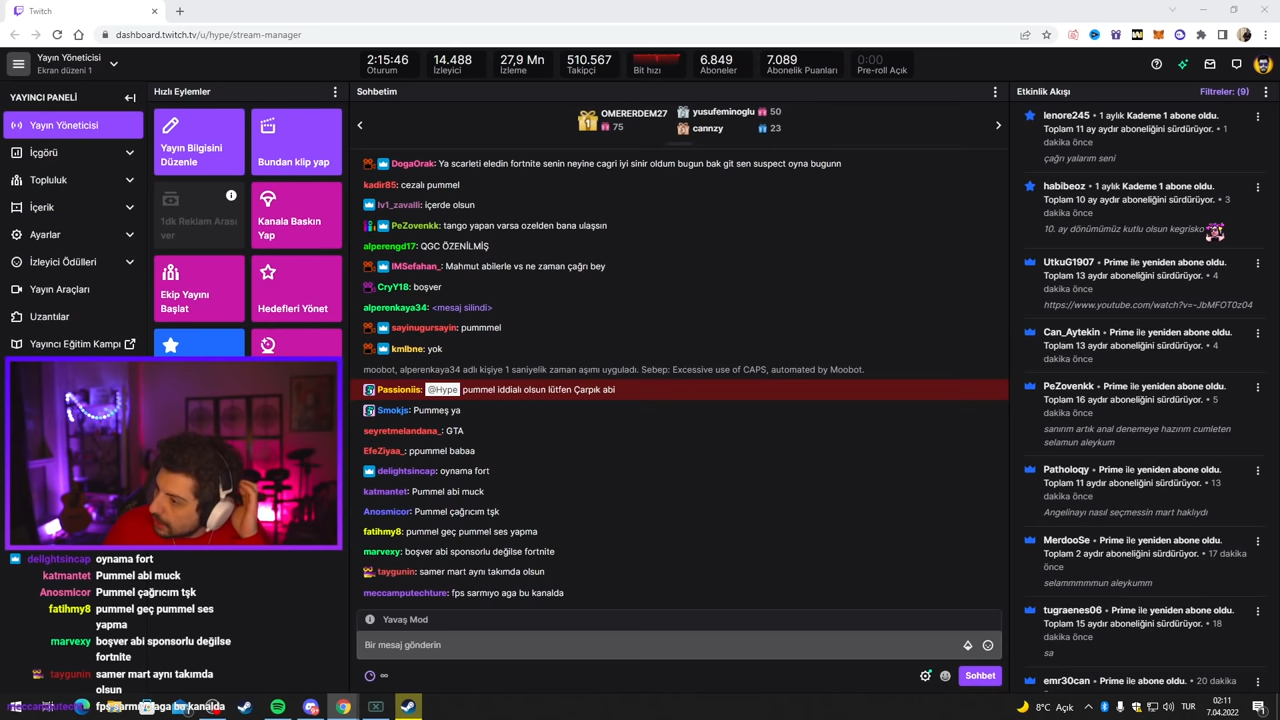 Twitch
dashboard.twitch.tv/u/hype/stream-manager
Yayın Yöneticisi
Ekran düzeni 1
2:15:46
Oturum
14.488
İzleyici
27,9 Mn
İzleme
510.567
Takipçi
Bit hızı
6.849
Aboneler
7.089
Abonelik Puanları
0:00
Pre-roll Açık
YAYINCI PANELİ
Yayın Yöneticisi
İçgörü
Topluluk
İçerik
Ayarlar
İzleyici Ödülleri
Yayın Araçları
Uzantılar
Yayıncı Eğitim Kampı
Hızlı Eylemler
Yayın Bilgisini
Düzenle
Bundan klip yap
1dk Reklam Arası
ver
Kanala Baskın
Yap
Ekip Yayını
Başlat
Hedefleri Yönet
Sohbetim
1
OMERERDEM27
75
yusufeminoglu 50
cannzy 23
DogaOrak: Ya scarleti eledin fortnite senin neyine cagri iyi sinir oldum bugun bak git sen suspect oyna bugunn
kadir85: cezalı pummel
lv1_zavalli: içerde olsun
PeZovenkk: tango yapan varsa ozelden bana ulaşsın
alperengd17: QGC ÖZENİLMİŞ
IMSefahan_: Mahmut abilerle vs ne zaman çağrı bey
CryY18: boşver
alperenkaya34: <mesaj silindi>
sayinugursayin: pummmel
kmlbne: yok
moobot, alperenkaya34 adlı kişiye 1 saniyelik zaman aşımı uyguladı. Sebep: Excessive use of CAPS, automated by Moobot.
Passioniis: @Hype pummel iddialı olsun lütfen Çarpık abi
Smokjs: Pummeş ya
seyretmelandana_: GTA
EfeZiyaa_: ppummel babaa
delightsincap: oynama fort
katmantet: Pummel abi muck
Anosmicor: Pummel çağrıcım tşk
fatihmy8: pummel geç pummel ses yapma
marvexy: boşver abi sponsorlu değilse fortnite
taygunin: samer mart aynı takımda olsun
meccamputechture: fps sarmıyo aga bu kanalda
Yavaş Mod
Bir mesaj gönderin
Sohbet
Etkinlik Akışı
Filtreler: (9)
lenore245 • 1 aylık Kademe 1 abone oldu.
Toplam 11 ay aydır aboneliğini sürdürüyor. • 1
dakika önce
çağrı yalarım seni
habibeoz • 1 aylık Kademe 1 abone oldu.
Toplam 10 ay aydır aboneliğini sürdürüyor. • 3
dakika önce
10. ay dönümümüz kutlu olsun kegrisko
UtkuG1907 • Prime ile yeniden abone oldu.
Toplam 13 aydır aboneliğini sürdürüyor. • 4
dakika önce
https://www.youtube.com/watch?v=-JbMFOT0z04
Can_Aytekin • Prime ile yeniden abone oldu.
Toplam 13 aydır aboneliğini sürdürüyor. • 4
dakika önce
PeZovenkk • Prime ile yeniden abone oldu.
Toplam 16 aydır aboneliğini sürdürüyor. • 5
dakika önce
sanırım artık anal denemeye hazırım cumleten
selamun aleykum
Patholoqy • Prime ile yeniden abone oldu.
Toplam 11 aydır aboneliğini sürdürüyor. • 13
dakika önce
Angelinayı nasıl seçmessin mart haklıydı
MerdooSe • Prime ile yeniden abone oldu.
Toplam 2 aydır aboneliğini sürdürüyor. • 17 dakika
önce
selammmmmun aleykumm
tugraenes06 • Prime ile yeniden abone oldu.
Toplam 15 aydır aboneliğini sürdürüyor. • 18
dakika önce
sa
emr30can • Prime ile abone oldu. • 20 dakika
delightsincap oynama fort
katmantet Pummel abi muck
Anosmicor Pummel çağrıcım tşk
fatihmy8 pummel geç pummel ses
yapma
marvexy boşver abi sponsorlu değilse
fortnite
taygunin samer mart aynı takımda
olsun
fps sarmıyo aga bu kanalda
8°C Açık
TUR
02:11
7.04.2022